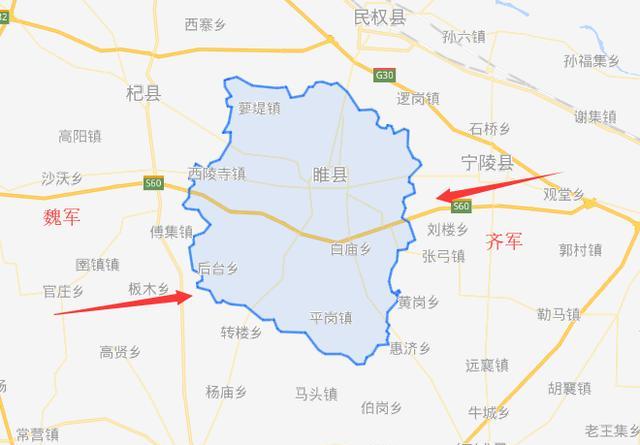 32
西寨乡
民权县
孙六镇
孙福集乡
G30
杞县
蓼堤镇
逻岗镇
谢集镇
高阳镇
石桥乡
沙沃乡
S60
西陵寺镇
睢县
宁陵县
观堂乡
魏军
S60
傅集镇
刘楼乡
齐军
白庙乡
张弓镇
郭村镇
圉镇镇
后台乡
官庄乡
板木乡
黄岗乡
平岗镇
勒马镇
转楼乡
高贤乡
惠济乡
远襄镇
杨庙乡
马头镇
胡襄镇
伯岗乡
牛城乡
常营镇
老王集乡